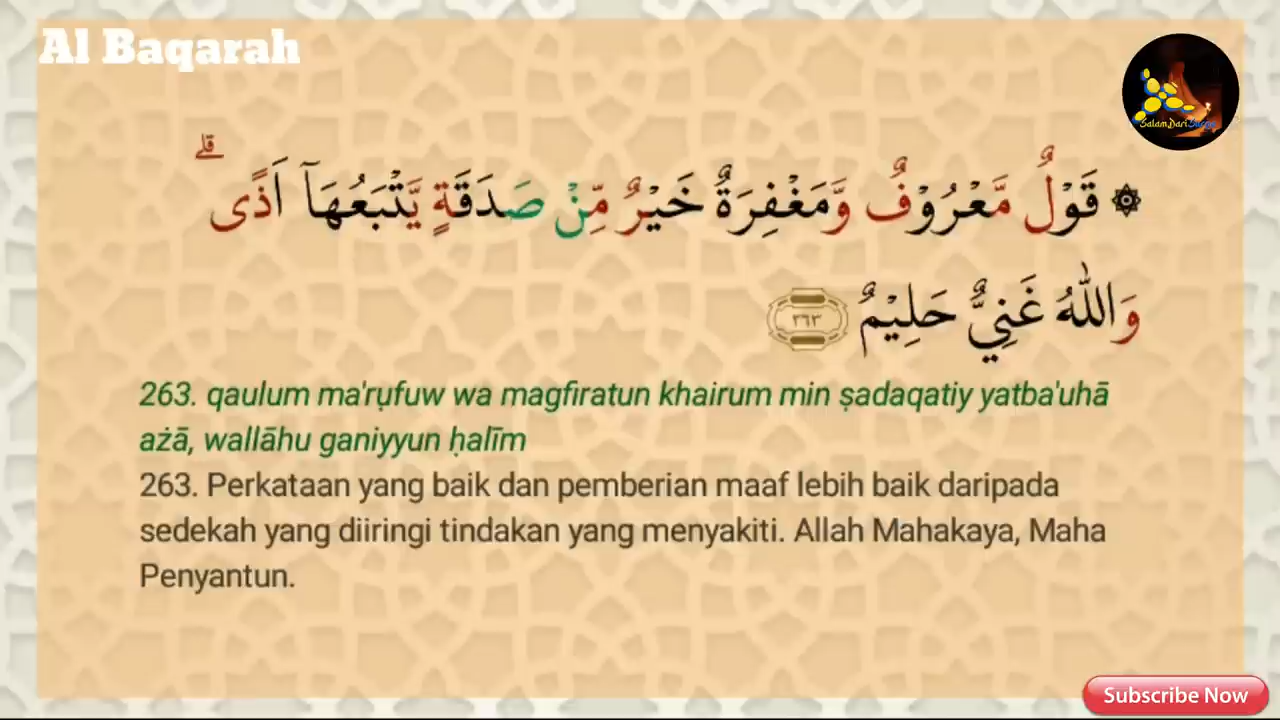 Al Baqarah
SalamDariSurga
۞ قَوْلٌ مَّعْرُوْفٌ وَّمَغْفِرَةٌ خَيْرٌ مِّنْ صَدَقَةٍ يَّتْبَعُهَآ اَذًى ۗ
وَاللّٰهُ غَنِيٌّ حَلِيْمٌ ٢٦٣
263. qaulum ma'rụfuw wa magfiratun khairum min ṣadaqatiy yatba'uhā
ażā, wallāhu ganiyyun ḥalīm
263. Perkataan yang baik dan pemberian maaf lebih baik daripada
sedekah yang diiringi tindakan yang menyakiti. Allah Mahakaya, Maha
Penyantun.
Subscribe Now